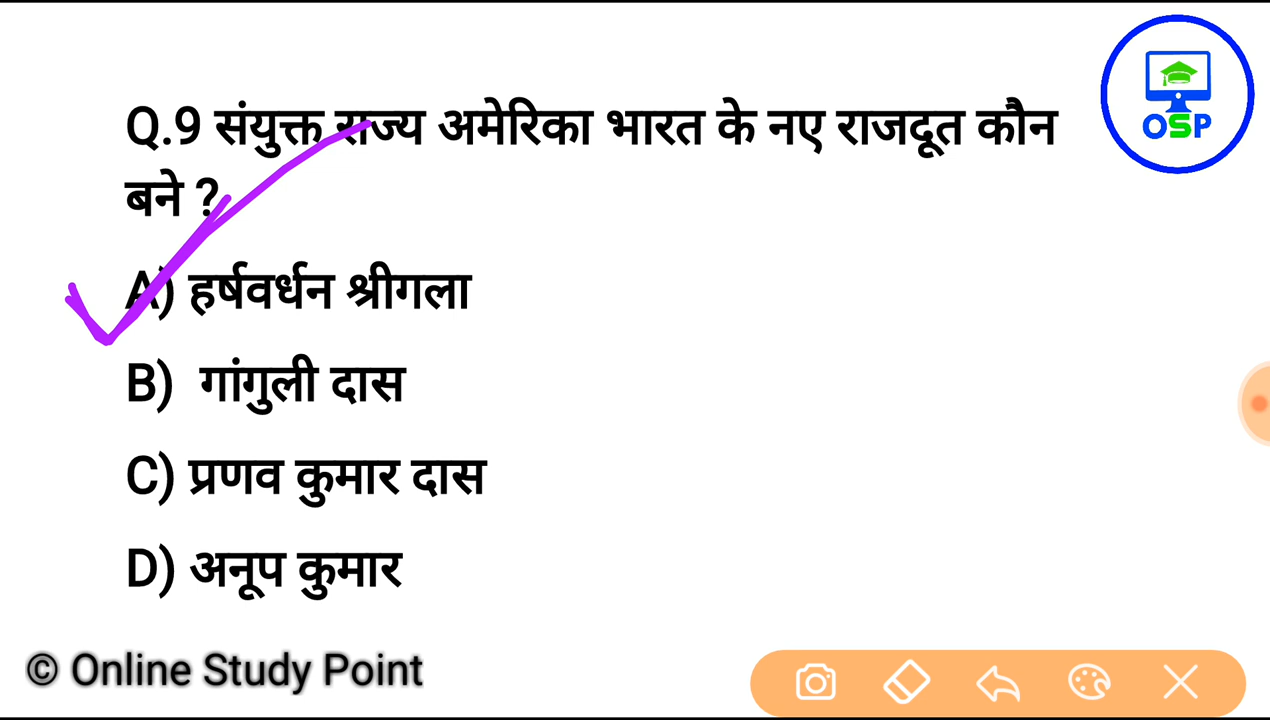 Q.9 संयुक्त राज्य अमेरिका भारत के नए राजदूत कौन
बने ?
A) हर्षवर्धन श्रीगला
B) गांगुली दास
C) प्रणव कुमार दास
D) अनूप कुमार
OSP
© Online Study Point